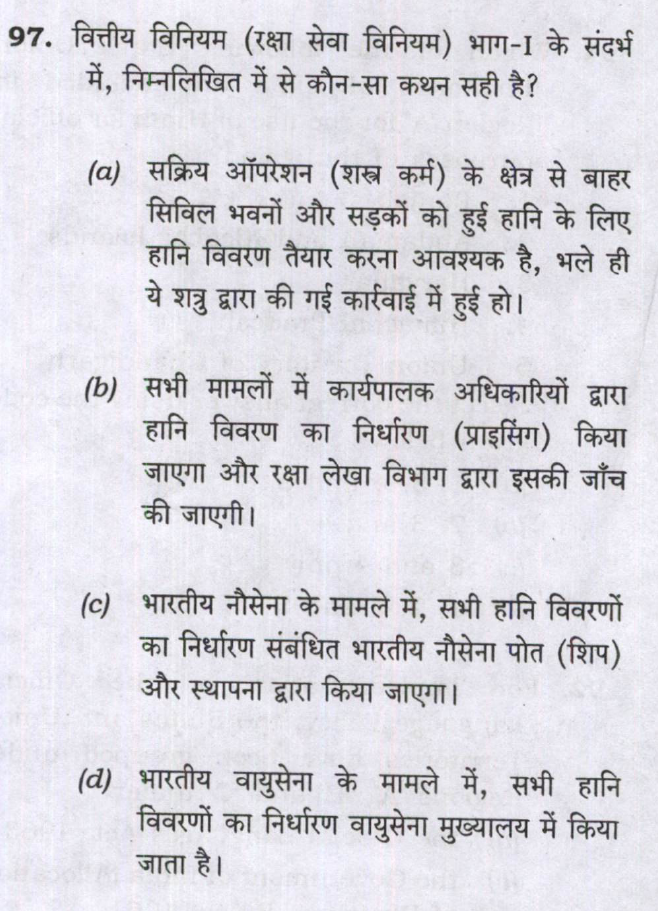 97. वित्तीय विनियम (रक्षा सेवा विनियम) भाग-I के संदर्भ
में, निम्नलिखित में से कौन-सा कथन सही है?
(a) सक्रिय ऑपरेशन (शस्त्र कर्म) के क्षेत्र से बाहर
सिविल भवनों और सड़कों को हुई हानि के लिए
हानि विवरण तैयार करना आवश्यक है, भले ही
ये शत्रु द्वारा की गई कार्रवाई में हुई हो।
(b) सभी मामलों में कार्यपालक अधिकारियों द्वारा
हानि विवरण का निर्धारण (प्राइसिंग) किया
जाएगा और रक्षा लेखा विभाग द्वारा इसकी जाँच
की जाएगी।
(c) भारतीय नौसेना के मामले में, सभी हानि विवरणों
का निर्धारण संबंधित भारतीय नौसेना पोत (शिप)
और स्थापना द्वारा किया जाएगा।
(d) भारतीय वायुसेना के मामले में, सभी हानि
विवरणों का निर्धारण वायुसेना मुख्यालय में किया
जाता है।